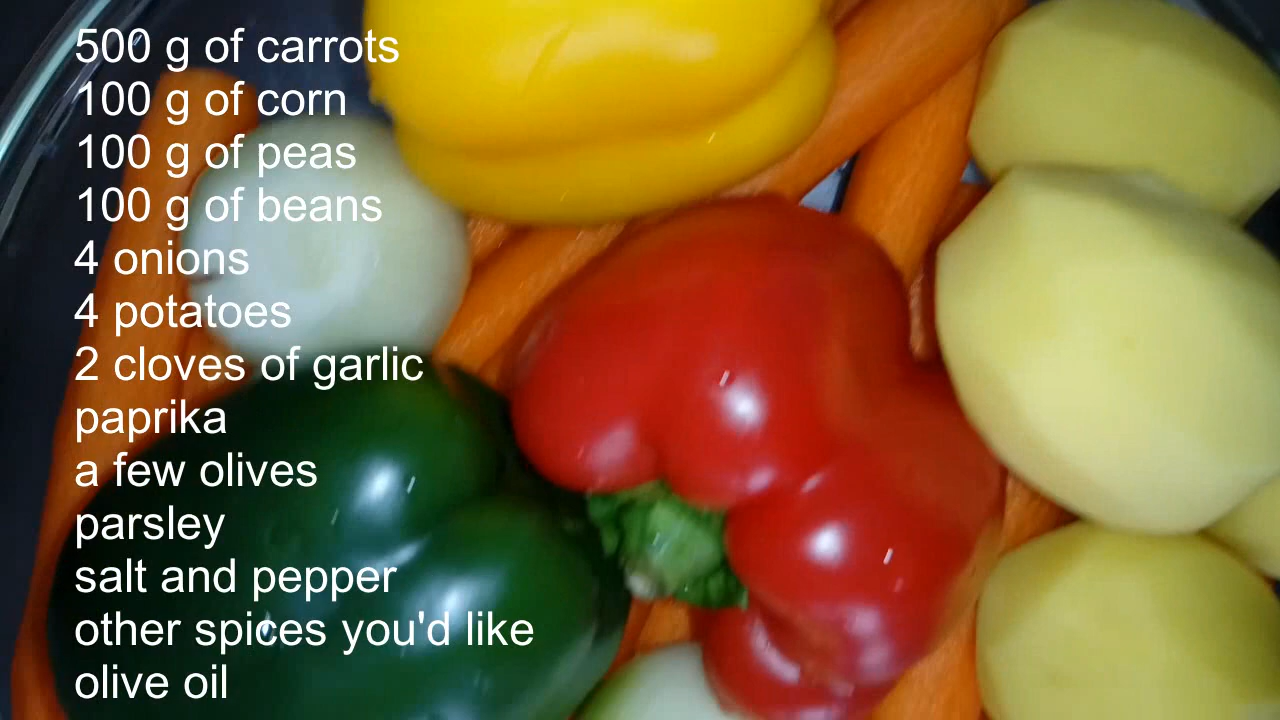 500 g of carrots
100 g of corn
100 g of peas
100 g of beans
4 onions
4 potatoes
2 cloves of garlic
paprika
a few olives
parsley
salt and pepper
other spices you'd like
olive oil